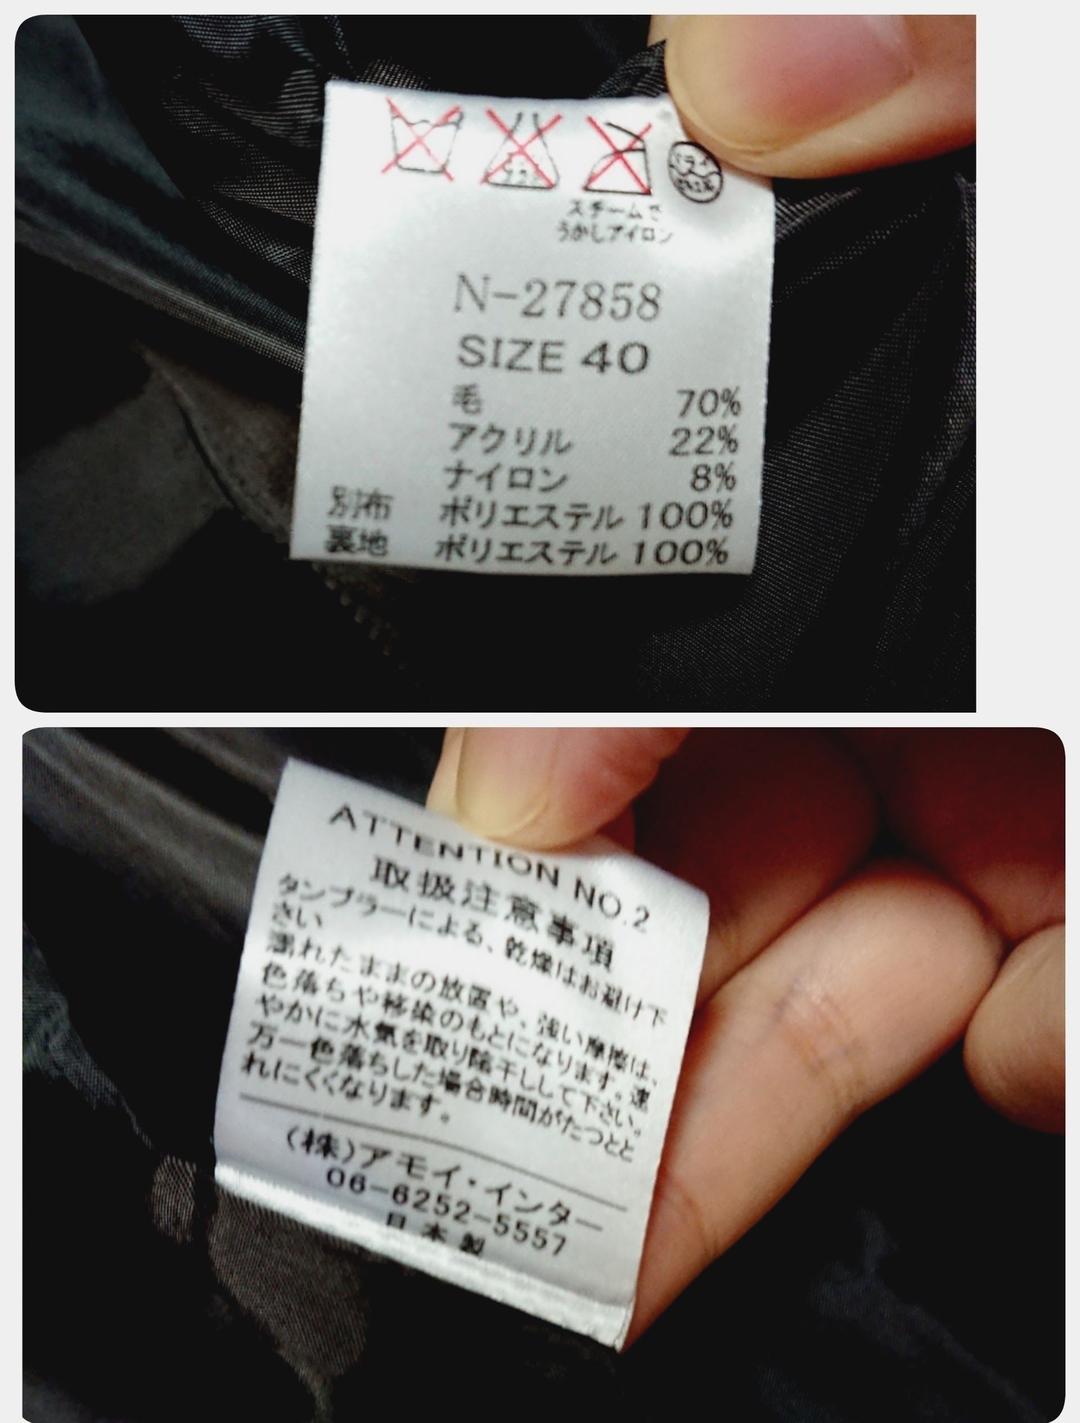 スチームで
うかしアイロン
N-27858
SIZE 40
毛 70%
アクリル 22%
ナイロン 8%
別布 ポリエステル 100%
裏地 ポリエステル 100%
ATTENTION NO.2
取扱注意事項
タンブラーによる、乾燥はお避け下
さい
濡れたままの放置や、強い摩擦は、
色落ちや移染のもとになります。速
やかに水気を取り陰干しして下さい。
万一色落ちした場合時間がたつとと
れにくくなります。
(株)アモイ・インター
06-6252-5557
日本製